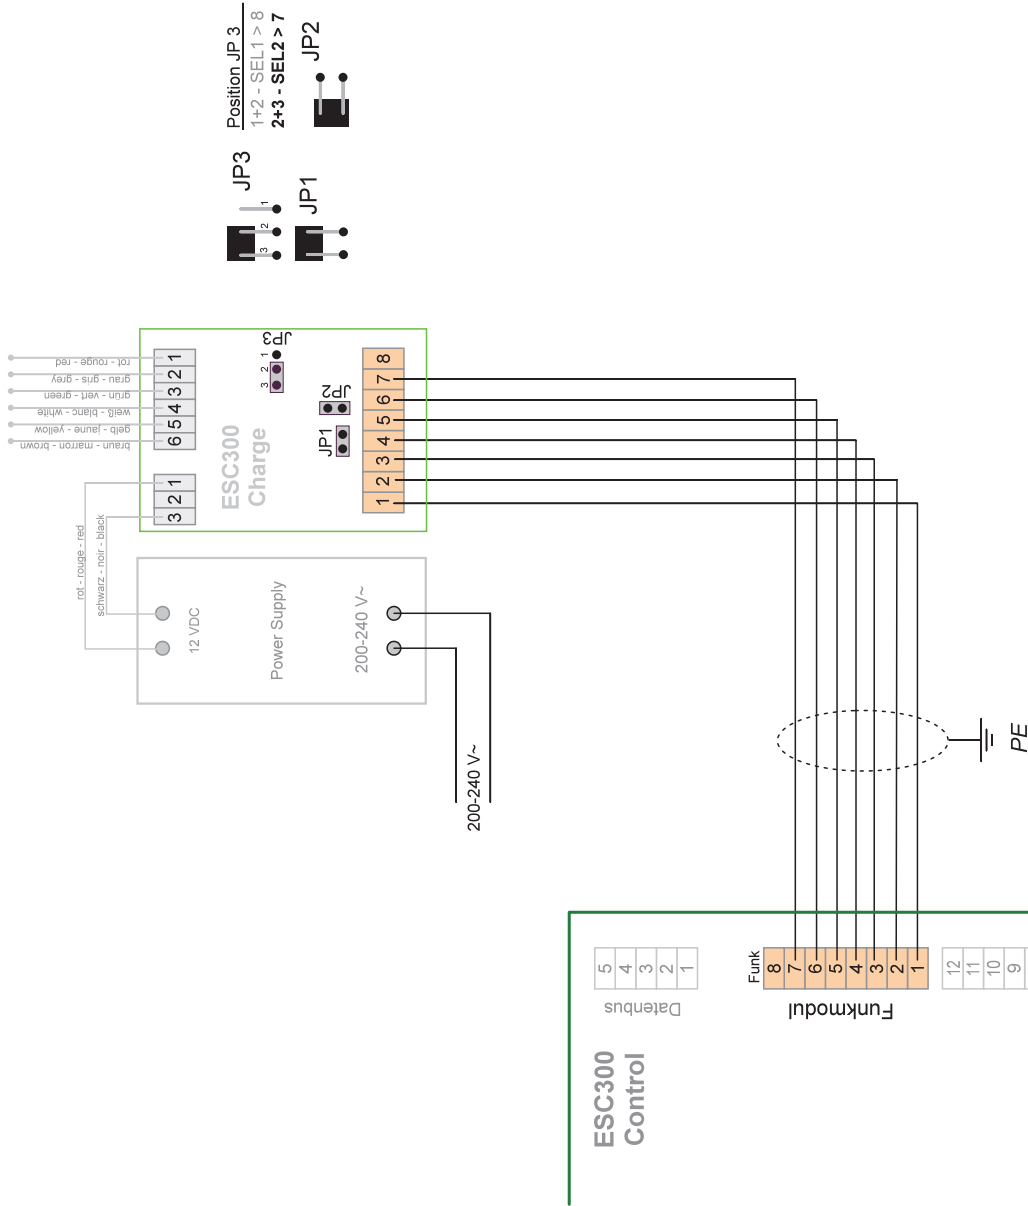 Position JP 3
1+2 - SEL1 > 8
2+3 - SEL2 > 7
JP2
JP3
1
2
3
JP1
rot - rouge - red
grau - gris - grey
grün - vert - green
weiß - blanc - white
gelb - jaune - yellow
braun - marron - brown
1
2
3
4
5
6
1
2
3
ESC300
Charge
JP3
3 2 1
JP2
JP1
8
7
6
5
4
3
2
1
rot - rouge - red
schwarz - noir - black
12 VDC
Power Supply
200-240 V~
200-240 V~
PE
5
4
3
2
1
Datenbus
Funk
8
7
6
5
4
3
2
1
Funkmodul
12
11
10
9
ESC300
Control